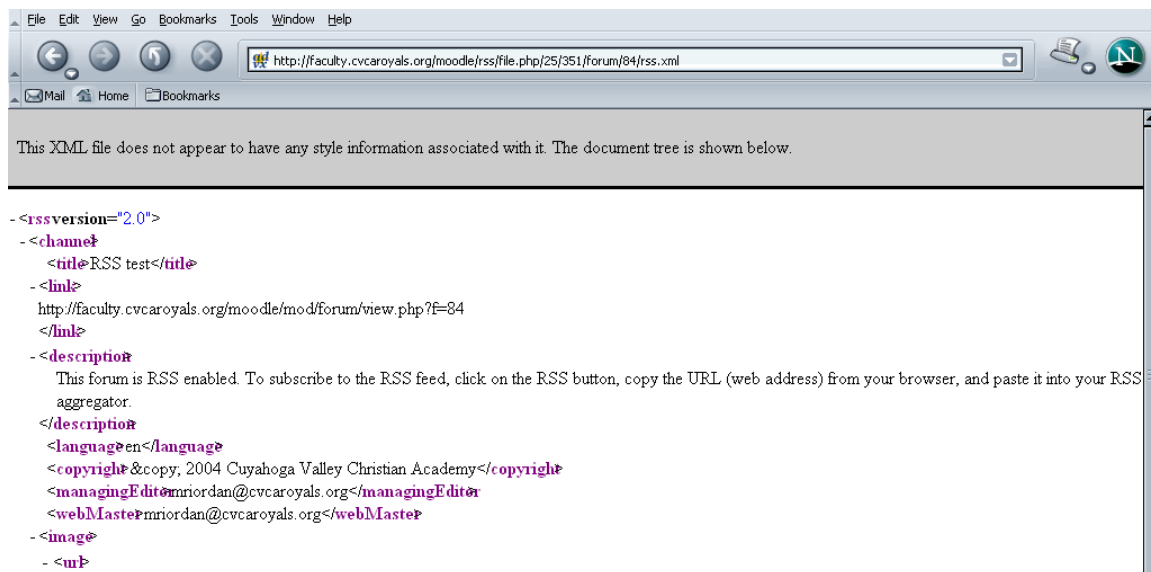 File Edit View Go Bookmarks Tools Window Help
http://faculty.cvcaroyals.org/moodle/rss/file.php/25/351/forum/84/rss.xml
N
Mail Home Bookmarks
This XML file does not appear to have any style information associated with it. The document tree is shown below.
- <rssversion="2.0">
- <channel>
<title>RSS test</title>
- <link>
http://faculty.cvcaroyals.org/moodle/mod/forum/view.php?f=84
</link>
- <description>
This forum is RSS enabled. To subscribe to the RSS feed, click on the RSS button, copy the URL (web address) from your browser, and paste it into your RSS
aggregator.
</description>
<language>en</language>
<copyright>&copy; 2004 Cuyahoga Valley Christian Academy</copyright>
<managingEditor>mriordan@cvcaroyals.org</managingEditor>
<webMaster>mriordan@cvcaroyals.org</webMaster>
- <image>
- <url>